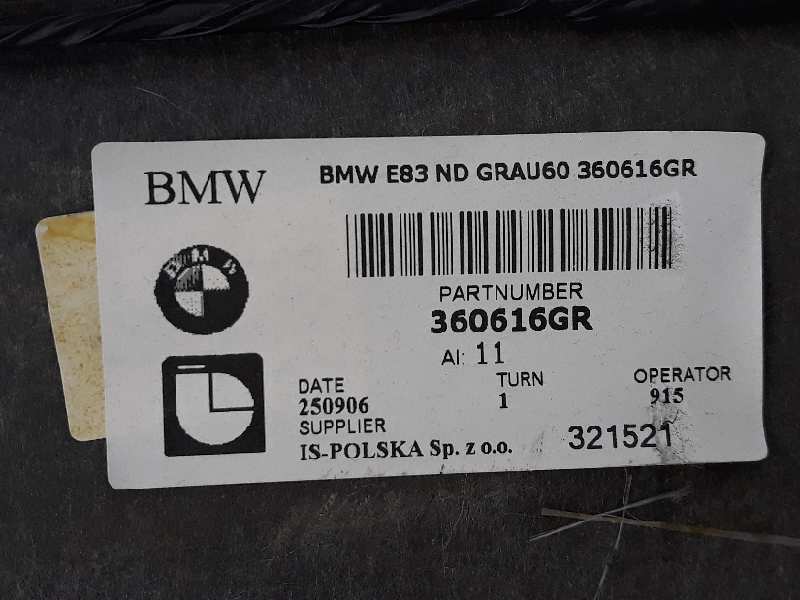 BMW
BMW E83 ND GRAU60 360616GR
BMW
PARTNUMBER
360616GR
AI: 11
DATE TURN OPERATOR
250906 1 915
SUPPLIER
IS-POLSKA Sp. z o.o. 321521